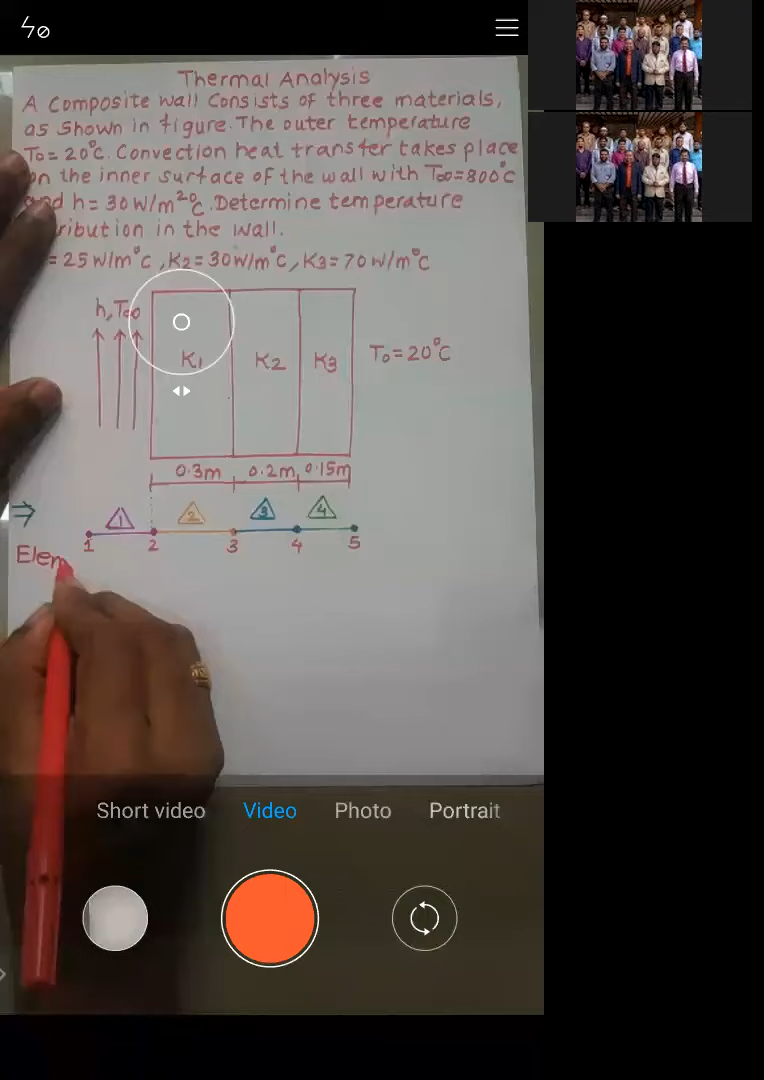 Thermal Analysis
A Composite wall Consists of three materials,
as Shown in figure. The outer temperature
T0 = 20°C. Convection heat transfer takes place
on the inner surface of the wall with T∞=800°C
and h = 30 W/m²°C. Determine temperature
ribution in the wall.
= 25 W/m°C, K2 = 30 W/m°C, K3 = 70 W/m°C
h, T∞
K1
K2
K3
T0 = 20°C
0.3m
0.2m
0.15m
⇒
1
2
3
4
1
2
3
4
5
Elem
Short video
Video
Photo
Portrait